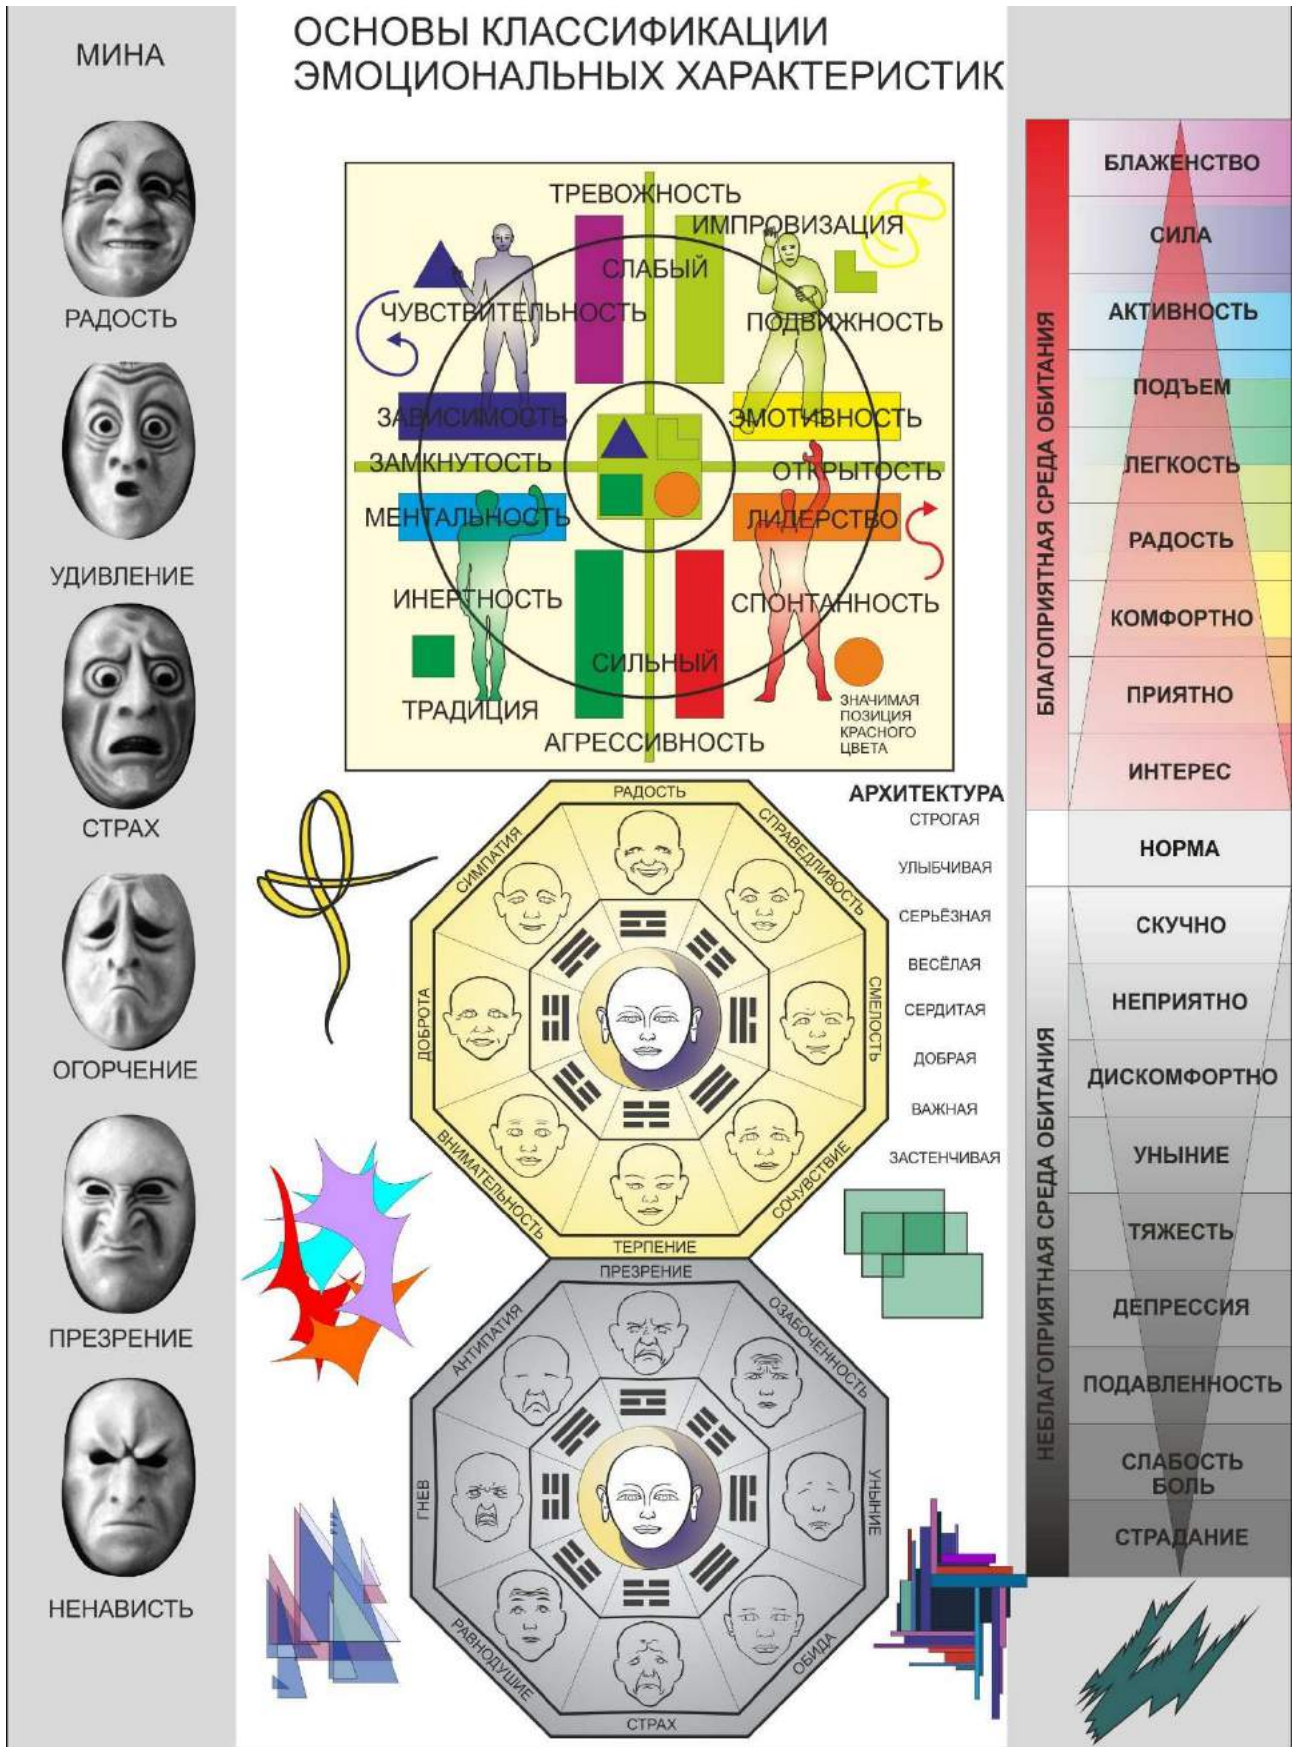 ОСНОВЫ КЛАССИФИКАЦИИ
ЭМОЦИОНАЛЬНЫХ ХАРАКТЕРИСТИК
МИНА
РАДОСТЬ
УДИВЛЕНИЕ
СТРАХ
ОГОРЧЕНИЕ
ПРЕЗРЕНИЕ
НЕНАВИСТЬ
ТРЕВОЖНОСТЬ
ИМПРОВИЗАЦИЯ
СЛАБЫЙ
ЧУВСТВИТЕЛЬНОСТЬ
ПОДВИЖНОСТЬ
ЗАВИСИМОСТЬ
ЭМОТИВНОСТЬ
ЗАМКНУТОСТЬ
ОТКРЫТОСТЬ
МЕНТАЛЬНОСТЬ
ЛИДЕРСТВО
ИНЕРТНОСТЬ
СПОНТАННОСТЬ
СИЛЬНЫЙ
ТРАДИЦИЯ
ЗНАЧИМАЯ
ПОЗИЦИЯ
КРАСНОГО
ЦВЕТА
АГРЕССИВНОСТЬ
РАДОСТЬ
СПРАВЕДЛИВОСТЬ
СМЕЛОСТЬ
СОЧУВСТВИЕ
ТЕРПЕНИЕ
ВНИМАТЕЛЬНОСТЬ
ДОБРОТА
СИМПАТИЯ
АРХИТЕКТУРА
СТРОГАЯ
УЛЫБЧИВАЯ
СЕРЬЁЗНАЯ
ВЕСЁЛАЯ
СЕРДИТАЯ
ДОБРАЯ
ВАЖНАЯ
ЗАСТЕНЧИВАЯ
ПРЕЗРЕНИЕ
ОЗАБОЧЕННОСТЬ
УНЫНИЕ
ОБИДА
СТРАХ
РАВНОДУШИЕ
ГНЕВ
АНТИПАТИЯ
БЛАГОПРИЯТНАЯ СРЕДА ОБИТАНИЯ
БЛАЖЕНСТВО
СИЛА
АКТИВНОСТЬ
ПОДЪЕМ
ЛЕГКОСТЬ
РАДОСТЬ
КОМФОРТНО
ПРИЯТНО
ИНТЕРЕС
НОРМА
НЕБЛАГОПРИЯТНАЯ СРЕДА ОБИТАНИЯ
СКУЧНО
НЕПРИЯТНО
ДИСКОМФОРТНО
УНЫНИЕ
ТЯЖЕСТЬ
ДЕПРЕССИЯ
ПОДАВЛЕННОСТЬ
СЛАБОСТЬ
БОЛЬ
СТРАДАНИЕ